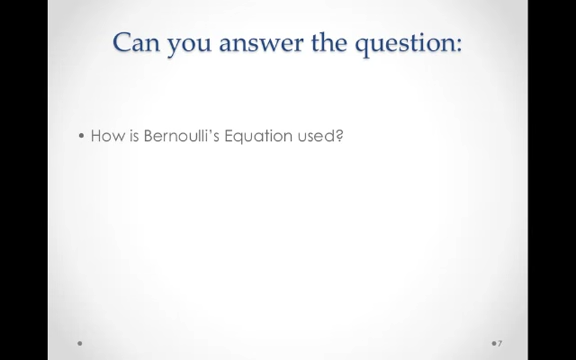 Can you answer the question:
• How is Bernoulli's Equation used?
7